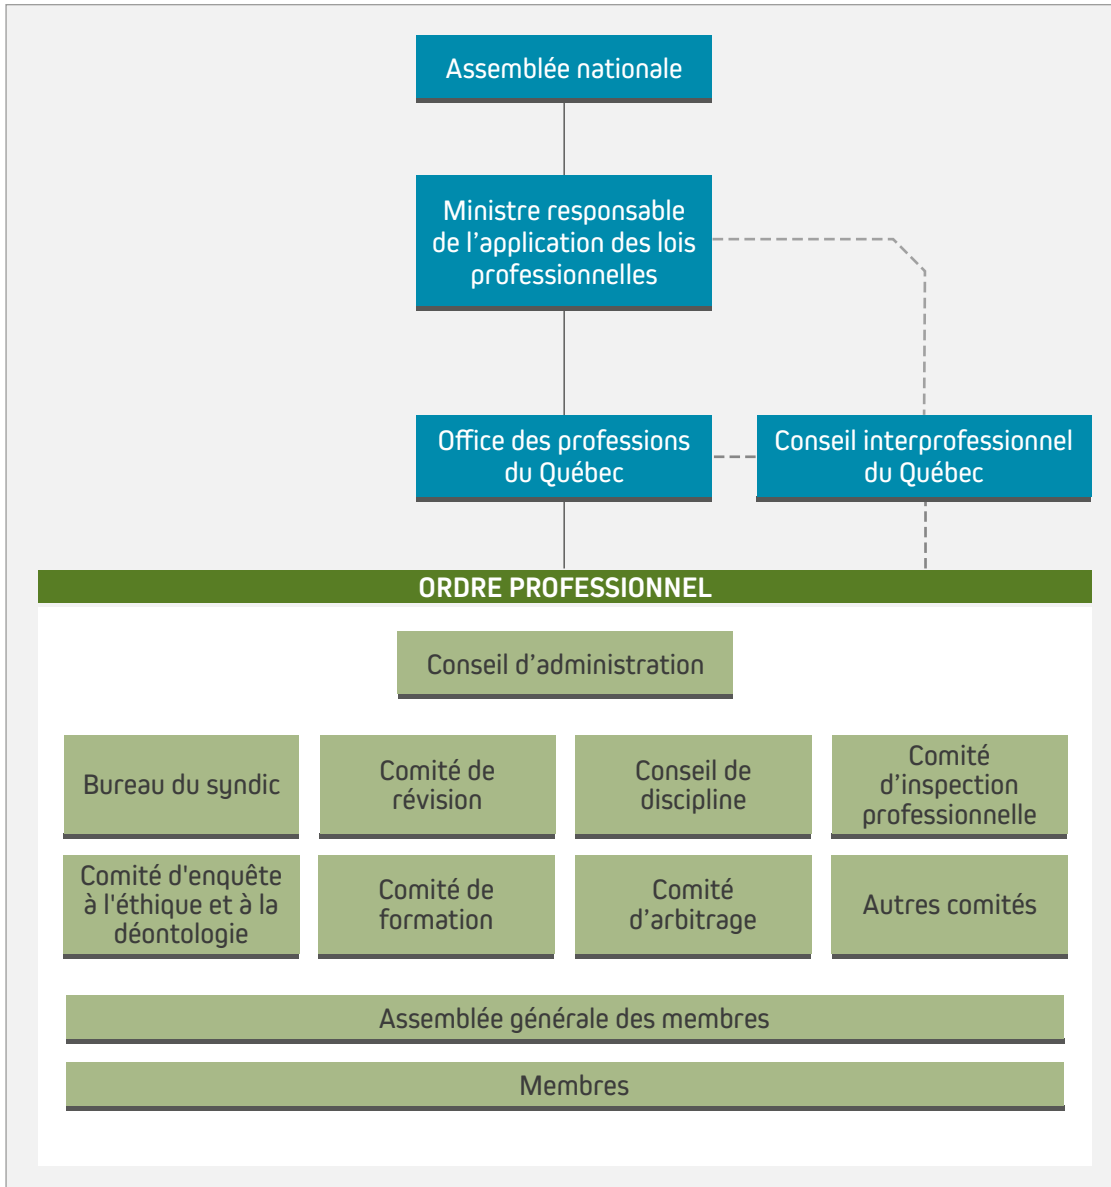 Assemblée nationale
Ministre responsable
de l’application des lois
professionnelles
Office des professions
du Québec
Conseil interprofessionnel
du Québec
ORDRE PROFESSIONNEL
Conseil d’administration
Bureau du syndic
Comité de
révision
Conseil de
discipline
Comité
d’inspection
professionnelle
Comité d'enquête
à l'éthique et à la
déontologie
Comité de
formation
Comité
d’arbitrage
Autres comités
Assemblée générale des membres
Membres